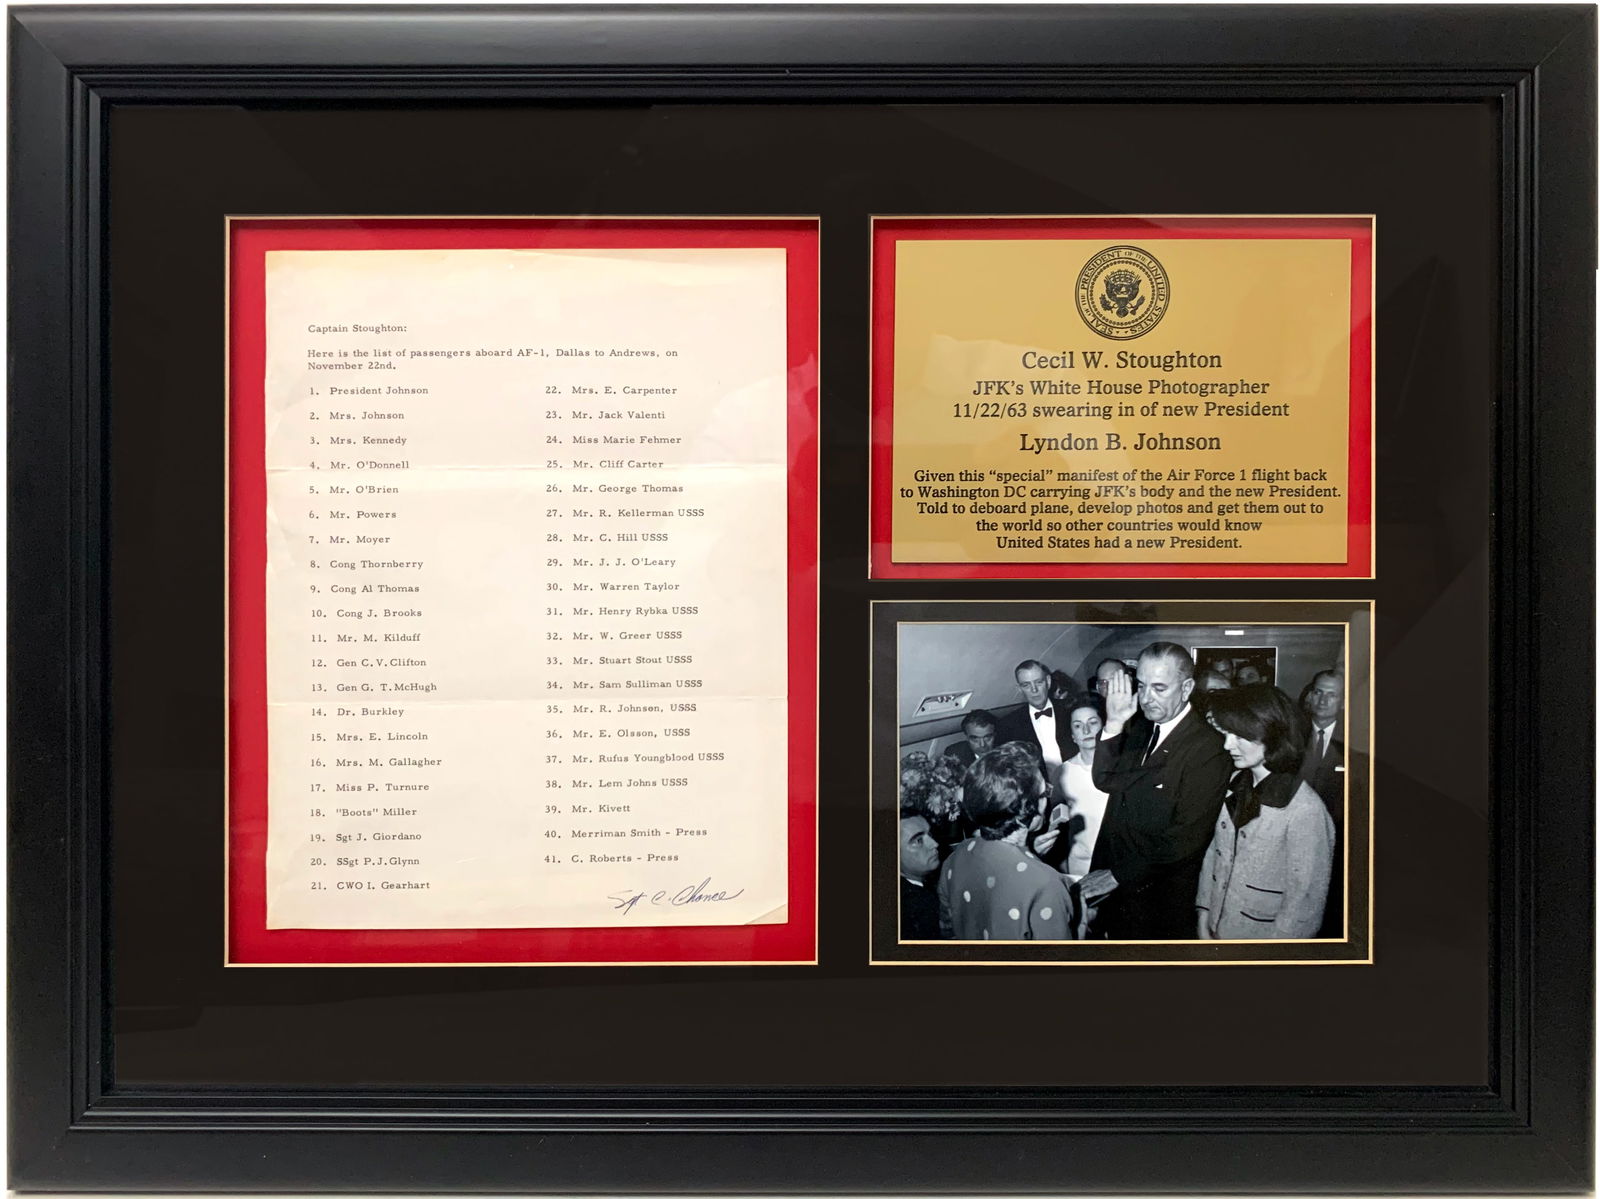 Captain Stoughton:
Here is the list of passengers aboard AF-1, Dallas to Andrews, on
November 22nd.
1. President Johnson
2. Mrs. Johnson
3. Mrs. Kennedy
4. Mr. O'Donnell
5. Mr. O'Brien
6. Mr. Powers
7. Mr. Moyer
8. Cong Thornberry
9. Cong Al Thomas
10. Cong J. Brooks
11. Mr. M. Kilduff
12. Gen C.V.Clifton
13. Gen G. T.McHugh
14. Dr. Burkley
15. Mrs. E. Lincoln
16. Mrs. M. Gallagher
17. Miss P. Turnure
18. "Boots" Miller
19. Sgt J. Giordano
20. SSgt P.J.Glynn
21. CWO I. Gearhart
22. Mrs. E. Carpenter
23. Mr. Jack Valenti
24. Miss Marie Fehmer
25. Mr. Cliff Carter
26. Mr. George Thomas
27. Mr. R. Kellerman USSS
28. Mr. C. Hill USSS
29. Mr. J. J. O'Leary
30. Mr. Warren Taylor
31. Mr. Henry Rybka USSS
32. Mr. W. Greer USSS
33. Mr. Stuart Stout USSS
34. Mr. Sam Sulliman USSS
35. Mr. R. Johnson, USSS
36. Mr. E. Olsson, USSS
37. Mr. Rufus Youngblood USSS
38. Mr. Lem Johns USSS
39. Mr. Kivett
40. Merriman Smith - Press
41. C. Roberts - Press
Sgt C. Chance
SEAL OF THE PRESIDENT OF THE UNITED STATES
Cecil W. Stoughton
JFK's White House Photographer
11/22/63 swearing in of new President
Lyndon B. Johnson
Given this “special” manifest of the Air Force 1 flight back
to Washington DC carrying JFK's body and the new President.
Told to deboard plane, develop photos and get them out to
the world so other countries would know
United States had a new President.